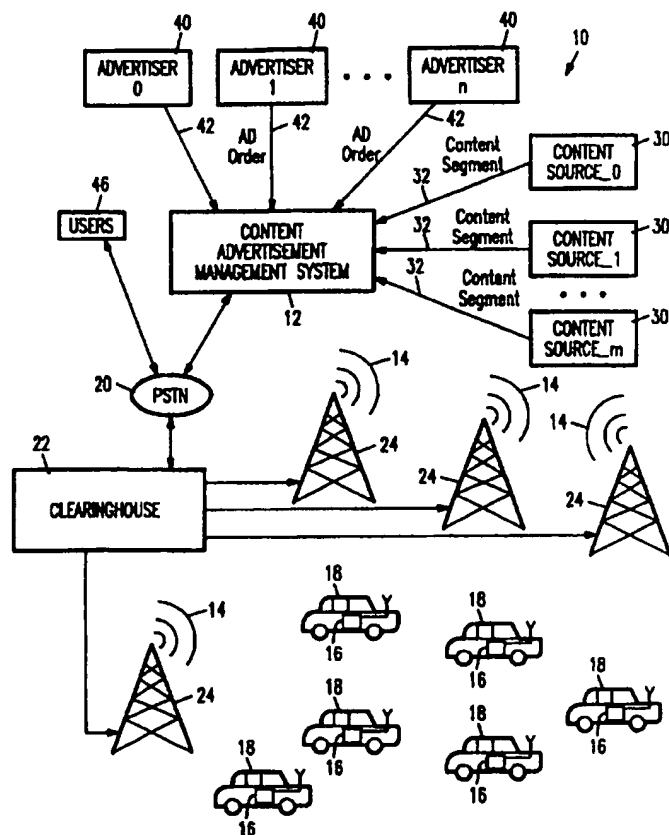 40 40 40
10
ADVERTISER 0
ADVERTISER 1
• • •
ADVERTISER n
42 42 42
AD Order
AD Order
Content Segment
30
CONTENT SOURCE_0
32
46
USERS
CONTENT ADVERTISEMENT MANAGEMENT SYSTEM
12
Content Segment
30
CONTENT SOURCE_1
32
• • •
Content Segment
30
CONTENT SOURCE_m
32
20
PSTN
14 14 14
22
CLEARINGHOUSE
24 24 24
14
24
18
16
18
16
18
16
18
16
18
16
18
16